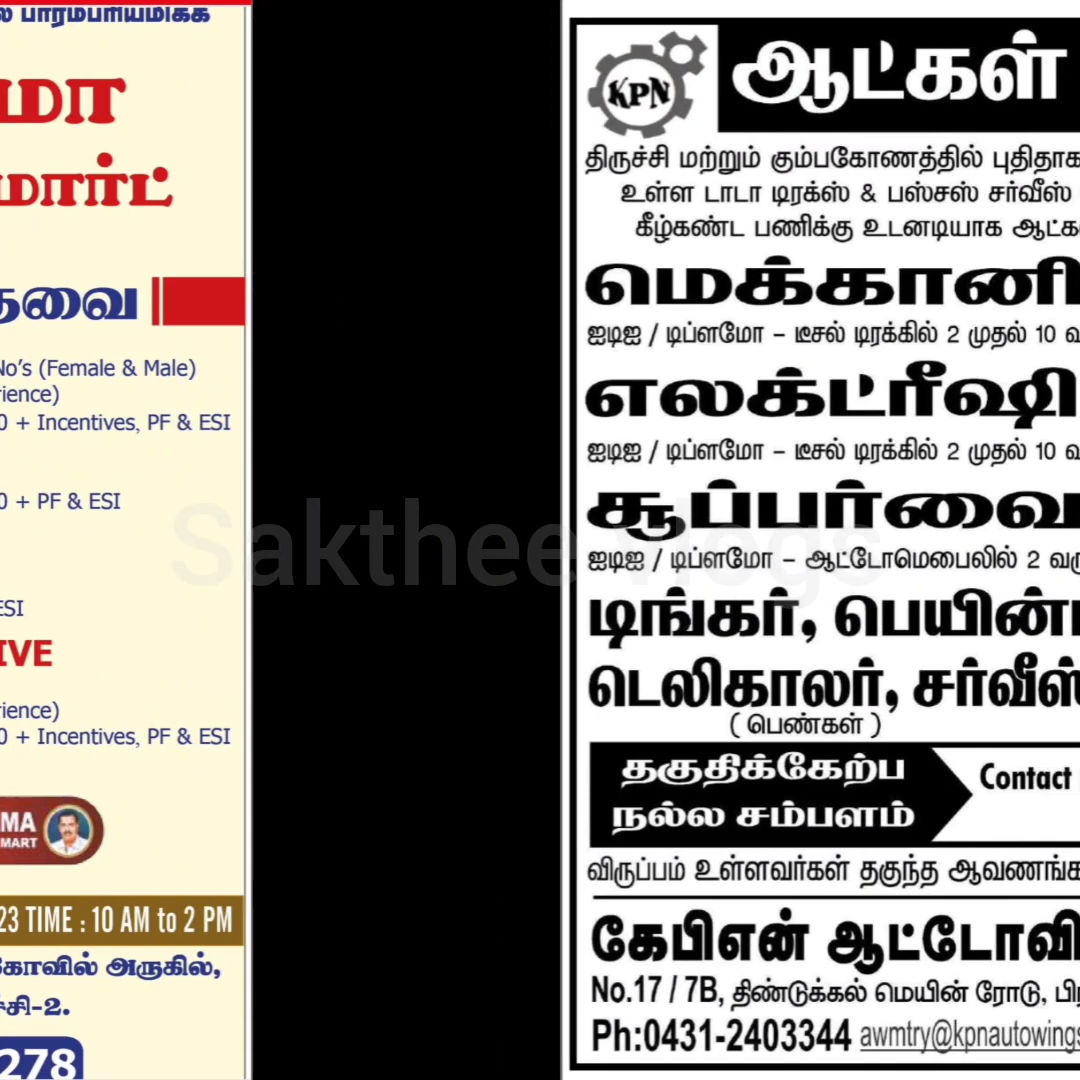 பாரம்பரியமிக்க
மா
மார்ட்
தேவை
No's (Female & Male)
rience)
0 + Incentives, PF & ESI
0 + PF & ESI
ESI
IVE
rience)
0 + Incentives, PF & ESI
MA
MART
23 TIME : 10 AM to 2 PM
கோவில் அருகில்,
ச்சி-2.
278
KPN
ஆட்கள்
திருச்சி மற்றும் கும்பகோணத்தில் புதிதாக
உள்ள டாடா டிரக்ஸ் & பஸ்சஸ் சர்வீஸ்
கீழ்கண்ட பணிக்கு உடனடியாக ஆட்க
மெக்கானி
ஐடிஐ / டிப்ளமோ – டீசல் டிரக்கில் 2 முதல் 10 வ
எலக்ட்ரீஷி
ஐடிஐ / டிப்ளமோ – டீசல் டிரக்கில் 2 முதல் 10 வ
சூப்பர்வை
ஐடிஐ / டிப்ளமோ – ஆட்டோமெபைலில் 2 வரு
டிங்கர், பெயின்
டெலிகாலர், சர்வீஸ்
( பெண்கள் )
தகுதிக்கேற்ப
நல்ல சம்பளம்
Contact
விருப்பம் உள்ளவர்கள் தகுந்த ஆவணங்க
கேபிஎன் ஆட்டோவி
No.17 / 7B, திண்டுக்கல் மெயின் ரோடு, பி
Ph:0431-2403344 awmtry@kpnautowings
Sakthee Vlogs